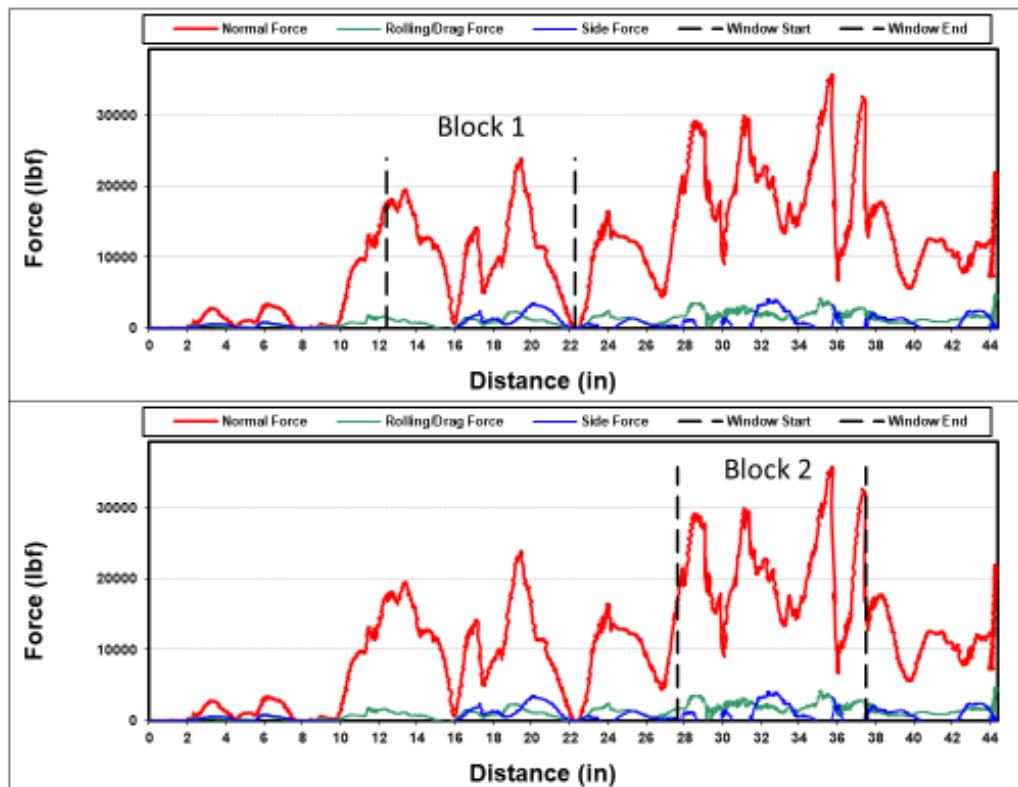 Normal Force Rolling/Drag Force Side Force Window Start Window End
Block 1
30000
20000
10000
0
Force (lbf)
0 2 4 6 8 10 12 14 16 18 20 22 24 26 28 30 32 34 36 38 40 42 44
Distance (in)
Normal Force Rolling/Drag Force Side Force Window Start Window End
Block 2
30000
20000
10000
0
Force (lbf)
0 2 4 6 8 10 12 14 16 18 20 22 24 26 28 30 32 34 36 38 40 42 44
Distance (in)